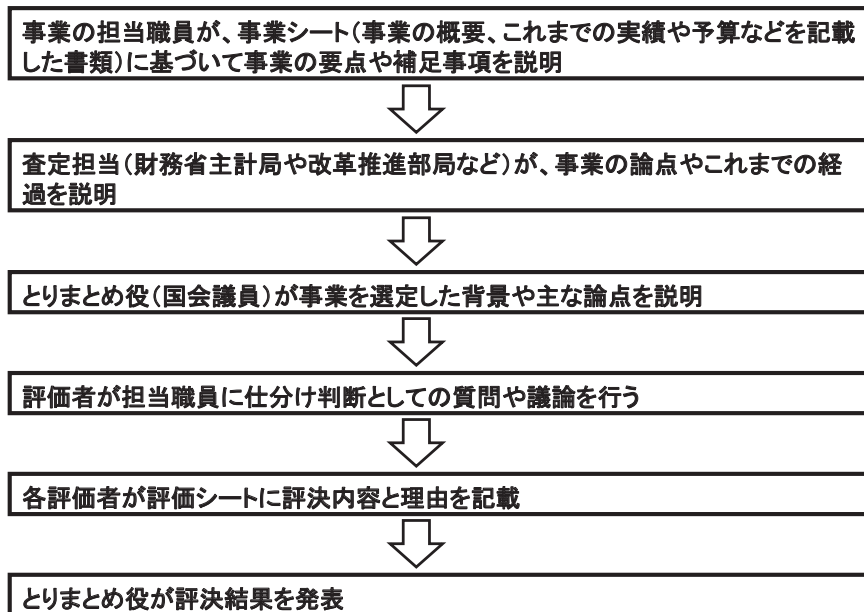 事業の担当職員が、事業シート(事業の概要、これまでの実績や予算などを記載
した書類)に基づいて事業の要点や補足事項を説明
査定担当(財務省主計局や改革推進部局など)が、事業の論点やこれまでの経
過を説明
とりまとめ役(国会議員)が事業を選定した背景や主な論点を説明
評価者が担当職員に仕分け判断としての質問や議論を行う
各評価者が評価シートに評決内容と理由を記載
とりまとめ役が評決結果を発表